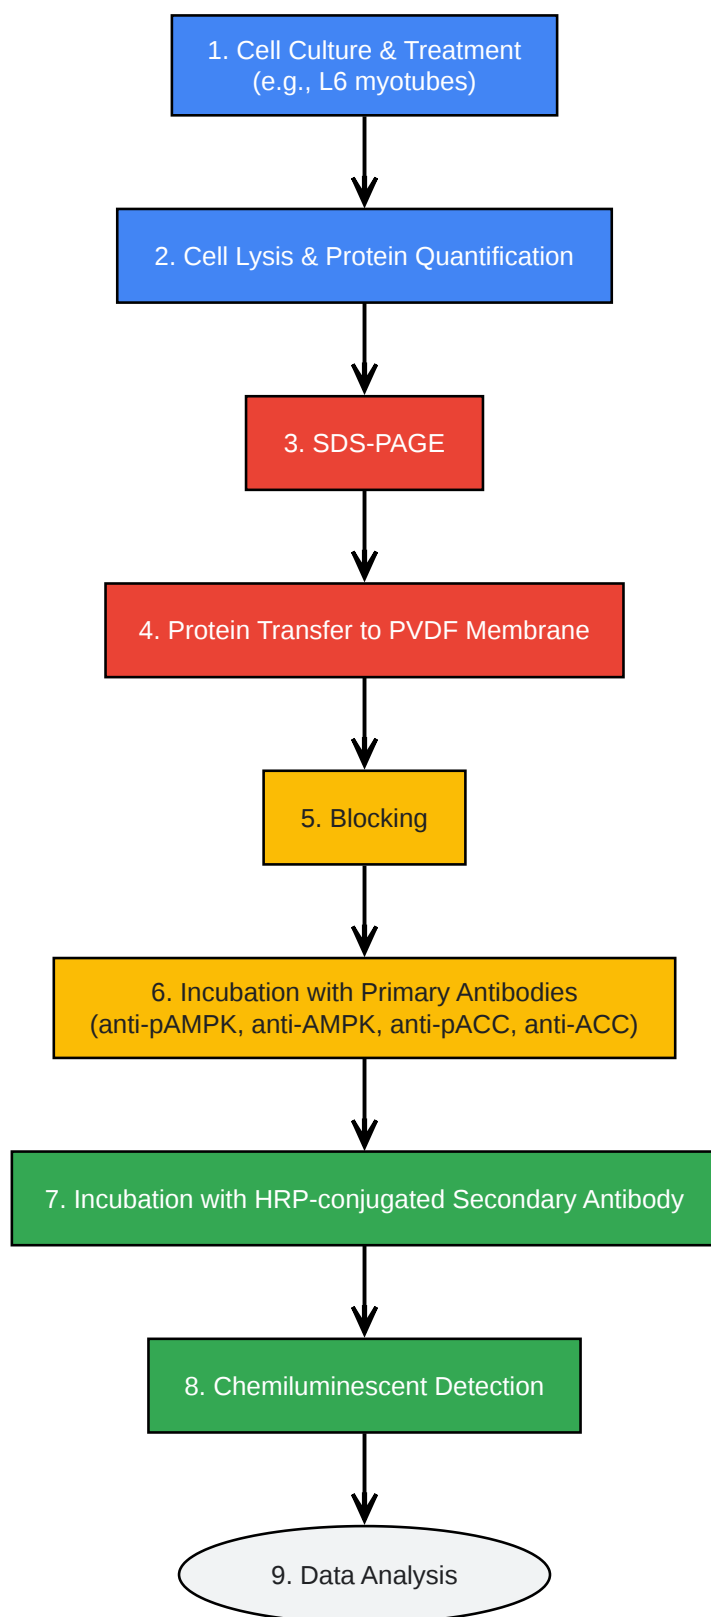 1. Cell Culture & Treatment
(e.g., L6 myotubes)
2. Cell Lysis & Protein Quantification
3. SDS-PAGE
4. Protein Transfer to PVDF Membrane
5. Blocking
6. Incubation with Primary Antibodies
(anti-pAMPK, anti-AMPK, anti-pACC, anti-ACC)
7. Incubation with HRP-conjugated Secondary Antibody
8. Chemiluminescent Detection
9. Data Analysis